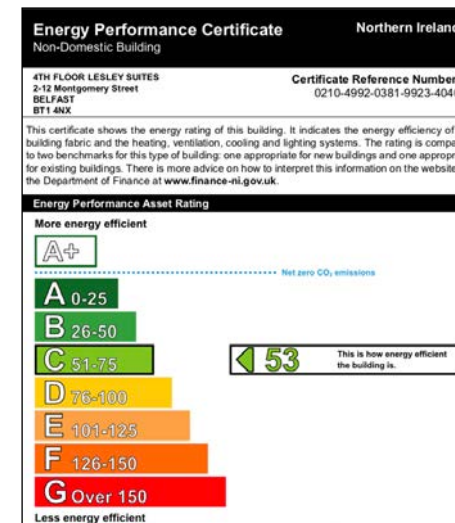 Energy Performance Certificate
Northern Ireland
Non-Domestic Building
4TH FLOOR LESLEY SUITES
2-12 Montgomery Street
BELFAST
BT1 4NX
Certificate Reference Number
0210-4992-0381-9923-404
This certificate shows the energy rating of this building. It indicates the energy efficiency of
building fabric and the heating, ventilation, cooling and lighting systems. The rating is compa
to two benchmarks for this type of building: one appropriate for new buildings and one appropr
for existing buildings. There is more advice on how to interpret this information on the website
the Department of Finance at www.finance-ni.gov.uk.
Energy Performance Asset Rating
More energy efficient
A+
Net zero CO₂ emissions
A 0-25
B 26-50
C 51-75
53
This is how energy efficient
the building is.
D 76-100
E 101-125
F 126-150
G Over 150
Less energy efficient